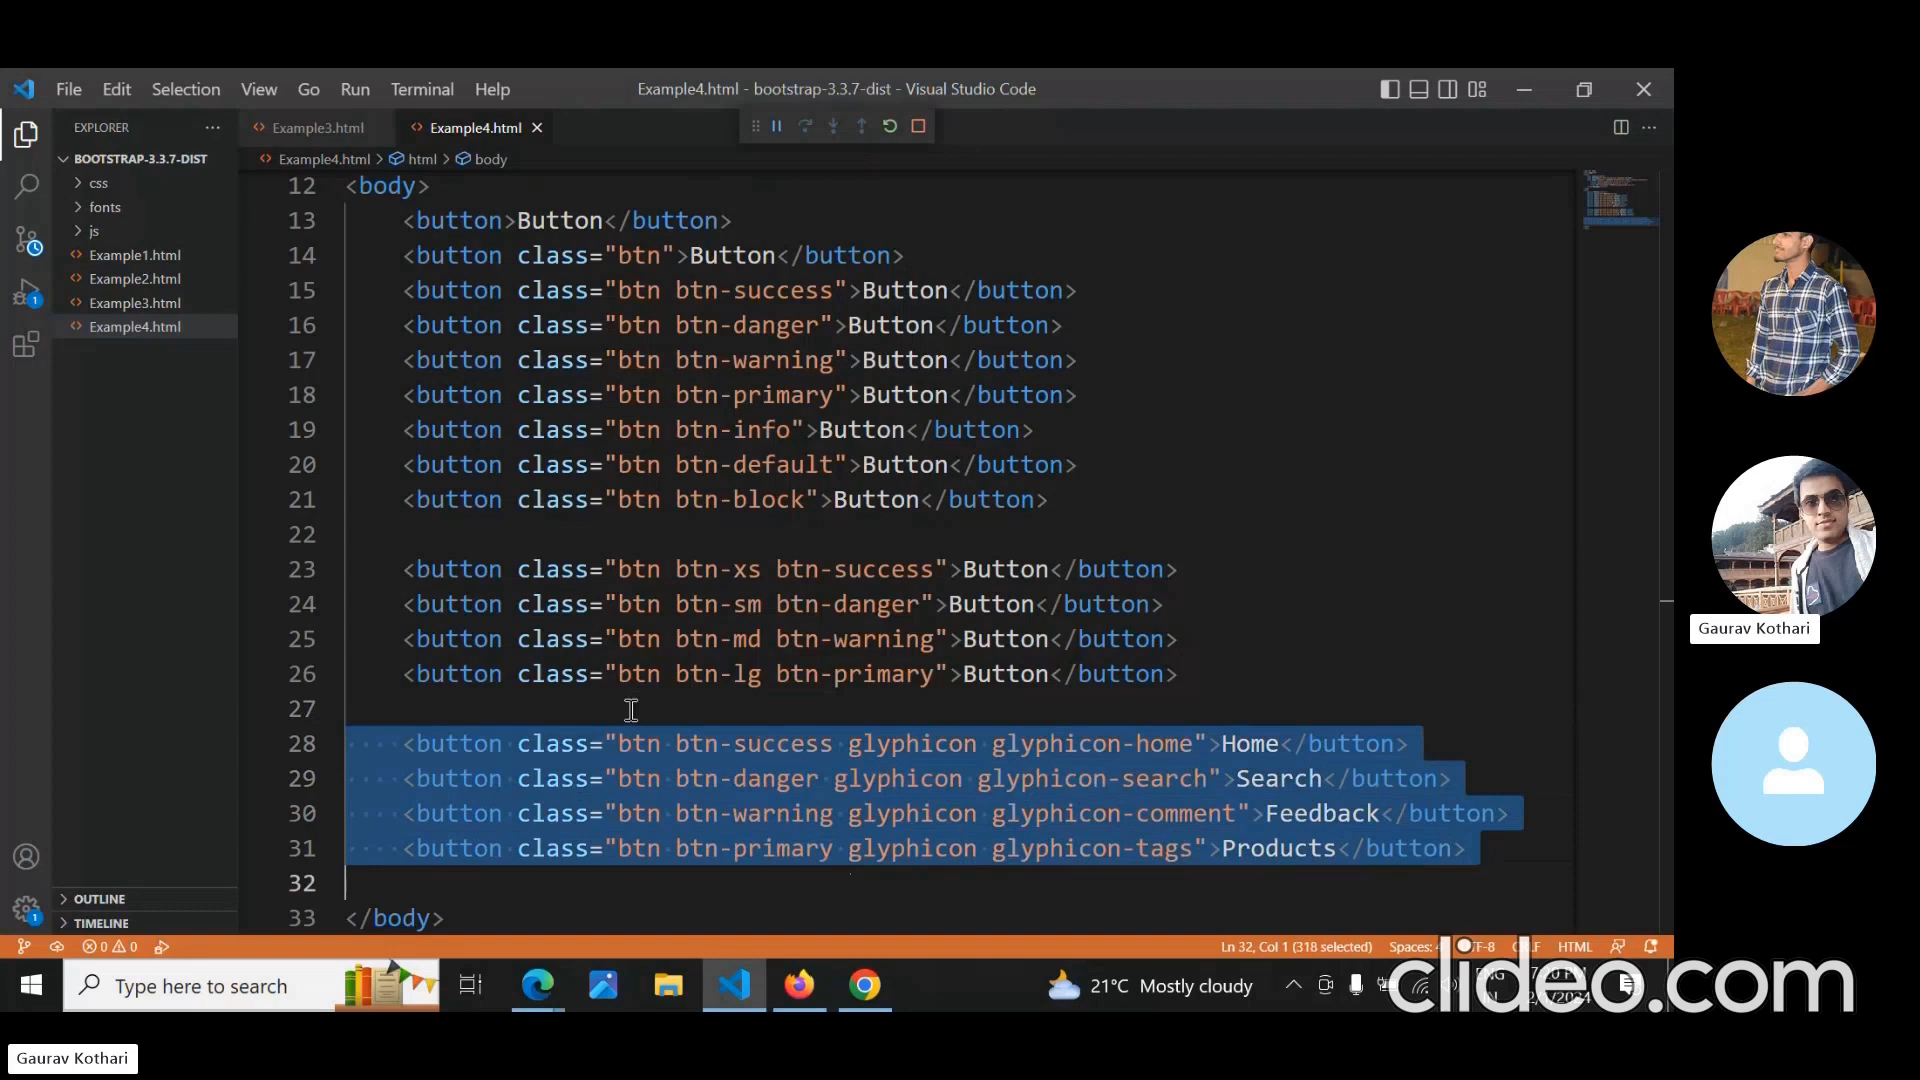 File Edit Selection View Go Run Terminal Help
Example4.html - bootstrap-3.3.7-dist - Visual Studio Code
EXPLORER
Example3.html
Example4.html
BOOTSTRAP-3.3.7-DIST
Example4.html > html > body
css
fonts
js
Example1.html
Example2.html
Example3.html
Example4.html
12 <body>
13 <button>Button</button>
14 <button class="btn">Button</button>
15 <button class="btn btn-success">Button</button>
16 <button class="btn btn-danger">Button</button>
17 <button class="btn btn-warning">Button</button>
18 <button class="btn btn-primary">Button</button>
19 <button class="btn btn-info">Button</button>
20 <button class="btn btn-default">Button</button>
21 <button class="btn btn-block">Button</button>
22
23 <button class="btn btn-xs btn-success">Button</button>
24 <button class="btn btn-sm btn-danger">Button</button>
25 <button class="btn btn-md btn-warning">Button</button>
26 <button class="btn btn-lg btn-primary">Button</button>
27
28 <button class="btn btn-success glyphicon glyphicon-home">Home</button>
29 <button class="btn btn-danger glyphicon glyphicon-search">Search</button>
30 <button class="btn btn-warning glyphicon glyphicon-comment">Feedback</button>
31 <button class="btn btn-primary glyphicon glyphicon-tags">Products</button>
32
33 </body>
OUTLINE
TIMELINE
1
1
0 0
Ln 32, Col 1 (318 selected)
Spaces:
HTML
Type here to search
21°C Mostly cloudy
ENG
clideo.com
Gaurav Kothari
Gaurav Kothari